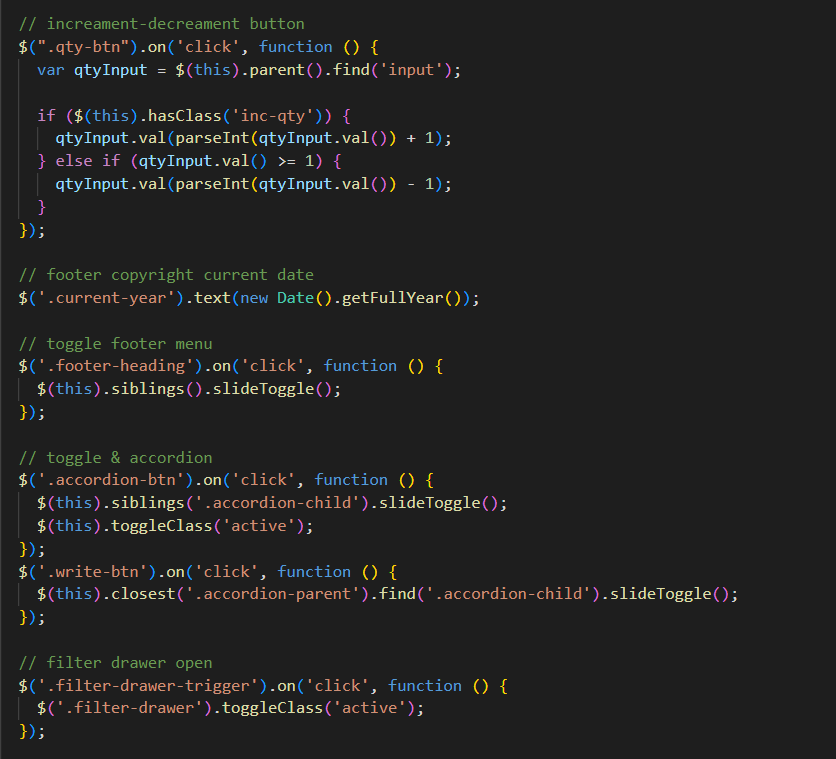 // increament-decreament button
$(".qty-btn").on('click', function () {
  var qtyInput = $(this).parent().find('input');

  if ($(this).hasClass('inc-qty')) {
    qtyInput.val(parseInt(qtyInput.val()) + 1);
  } else if (qtyInput.val() >= 1) {
    qtyInput.val(parseInt(qtyInput.val()) - 1);
  }
});

// footer copyright current date
$('.current-year').text(new Date().getFullYear());

// toggle footer menu
$('.footer-heading').on('click', function () {
  $(this).siblings().slideToggle();
});

// toggle & accordion
$('.accordion-btn').on('click', function () {
  $(this).siblings('.accordion-child').slideToggle();
  $(this).toggleClass('active');
});
$('.write-btn').on('click', function () {
  $(this).closest('.accordion-parent').find('.accordion-child').slideToggle();
});

// filter drawer open
$('.filter-drawer-trigger').on('click', function () {
  $('.filter-drawer').toggleClass('active');
});